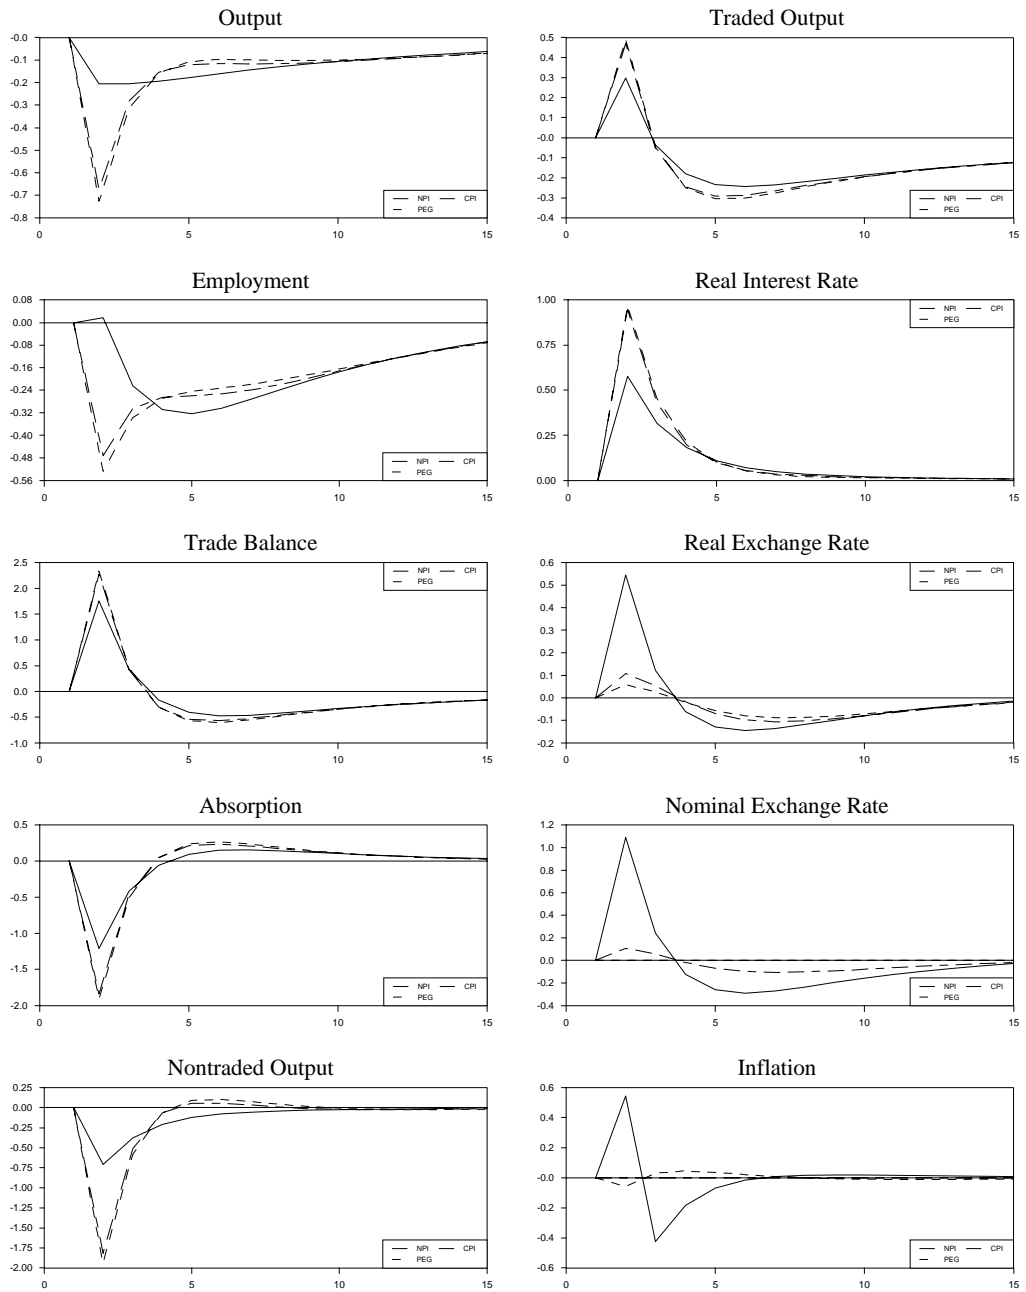 Output
-0.0
-0.1
-0.2
-0.3
-0.4
-0.5
-0.6
-0.7
-0.8
NPI CPI
PEG
0 5 10 15
Traded Output
0.5
0.4
0.3
0.2
0.1
-0.0
-0.1
-0.2
-0.3
-0.4
NPI CPI
PEG
0 5 10 15
Employment
0.08
0.00
-0.08
-0.16
-0.24
-0.32
-0.40
-0.48
-0.56
NPI CPI
PEG
0 5 10 15
Real Interest Rate
1.00
0.75
0.50
0.25
0.00
NPI CPI
PEG
0 5 10 15
Trade Balance
2.5
2.0
1.5
1.0
0.5
0.0
-0.5
-1.0
NPI CPI
PEG
0 5 10 15
Real Exchange Rate
0.6
0.5
0.4
0.3
0.2
0.1
0.0
-0.1
-0.2
NPI CPI
PEG
0 5 10 15
Absorption
0.5
0.0
-0.5
-1.0
-1.5
-2.0
NPI CPI
PEG
0 5 10 15
Nominal Exchange Rate
1.2
1.0
0.8
0.6
0.4
0.2
0.0
-0.2
-0.4
NPI CPI
PEG
0 5 10 15
Nontraded Output
0.25
0.00
-0.25
-0.50
-0.75
-1.00
-1.25
-1.50
-1.75
-2.00
NPI CPI
PEG
0 5 10 15
Inflation
0.6
0.4
0.2
-0.0
-0.2
-0.4
-0.6
NPI CPI
PEG
0 5 10 15